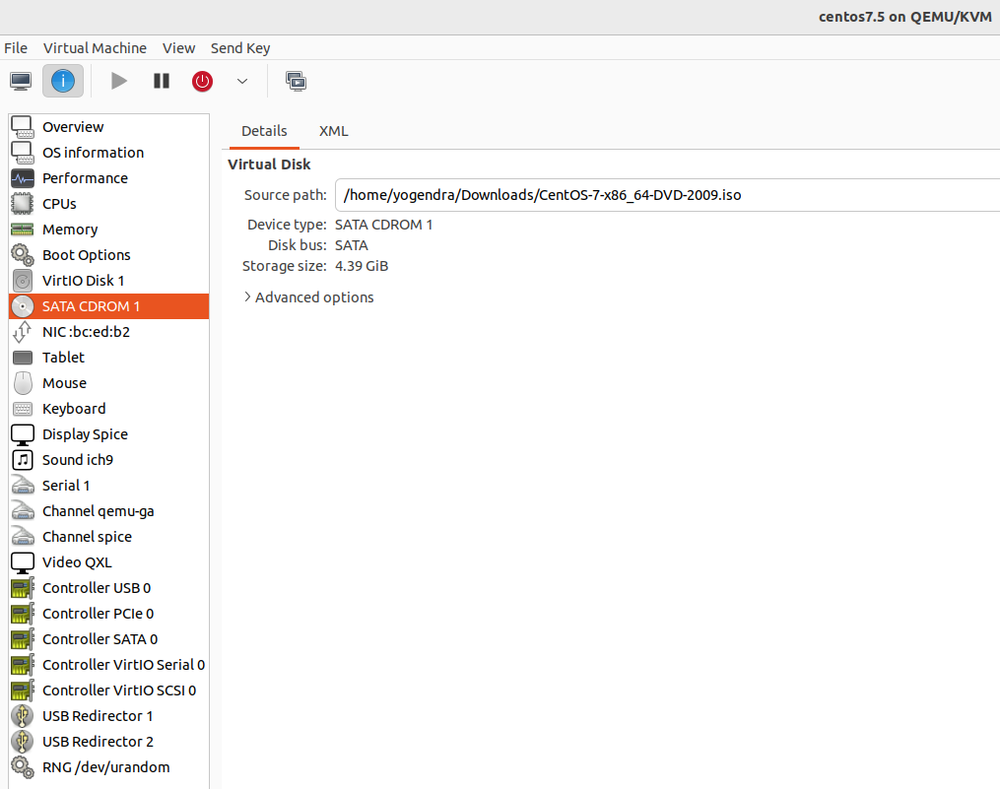 centos7.5 on QEMU/KVM
File Virtual Machine View Send Key
Overview
OS information
Performance
CPUs
Memory
Boot Options
VirtIO Disk 1
SATA CDROM 1
NIC :bc:ed:b2
Tablet
Mouse
Keyboard
Display Spice
Sound ich9
Serial 1
Channel qemu-ga
Channel spice
Video QXL
Controller USB 0
Controller PCIe 0
Controller SATA 0
Controller VirtIO Serial 0
Controller VirtIO SCSI 0
USB Redirector 1
USB Redirector 2
RNG /dev/urandom
Details XML
Virtual Disk
Source path: /home/yogendra/Downloads/CentOS-7-x86_64-DVD-2009.iso
Device type: SATA CDROM 1
Disk bus: SATA
Storage size: 4.39 GiB
Advanced options